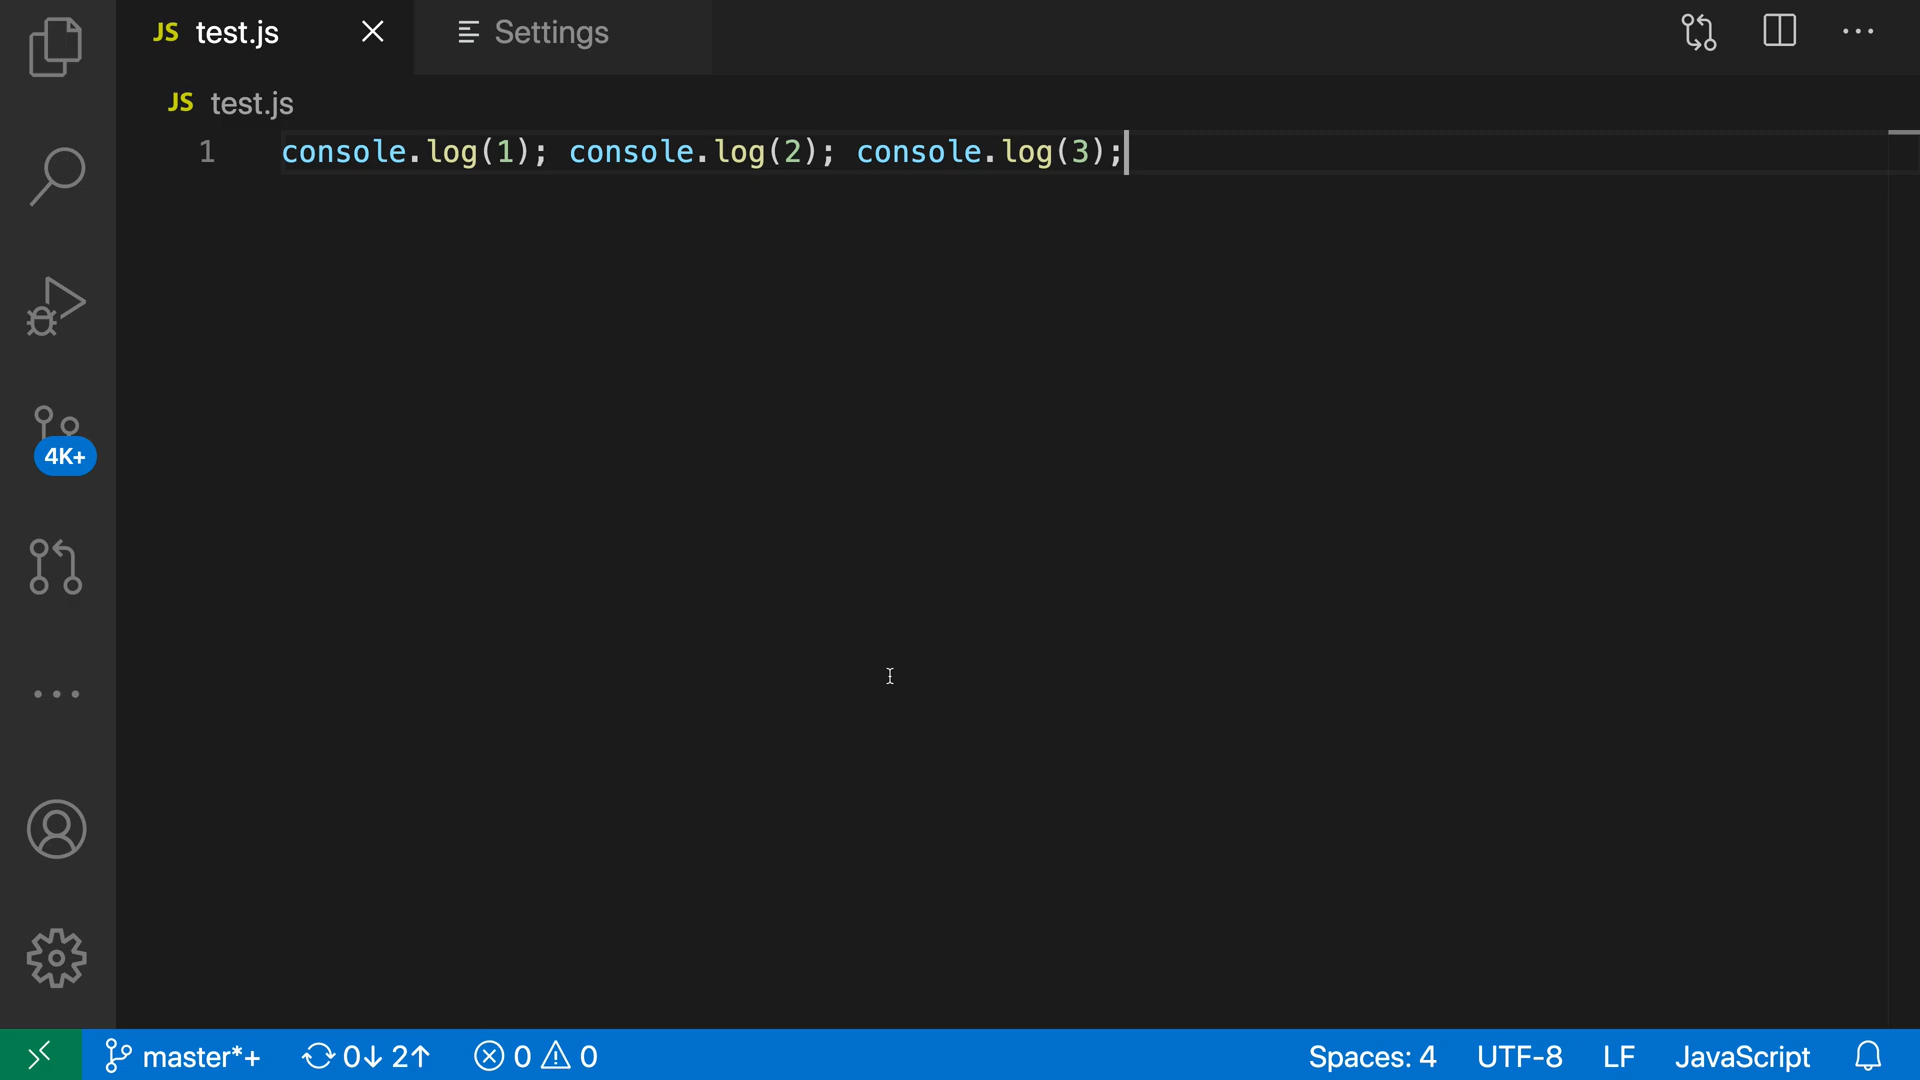 JS test.js Settings
JS test.js
1 console.log(1); console.log(2); console.log(3);
4K+
master*+ 0↓ 2↑ 0 0 Spaces: 4 UTF-8 LF JavaScript